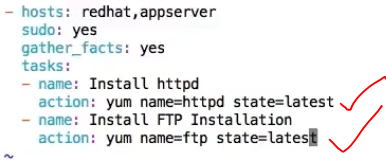 - hosts: redhat,appserver
  sudo: yes
  gather_facts: yes
  tasks:
  - name: Install httpd
    action: yum name=httpd state=latest
  - name: Install FTP Installation
    action: yum name=ftp state=latest
~